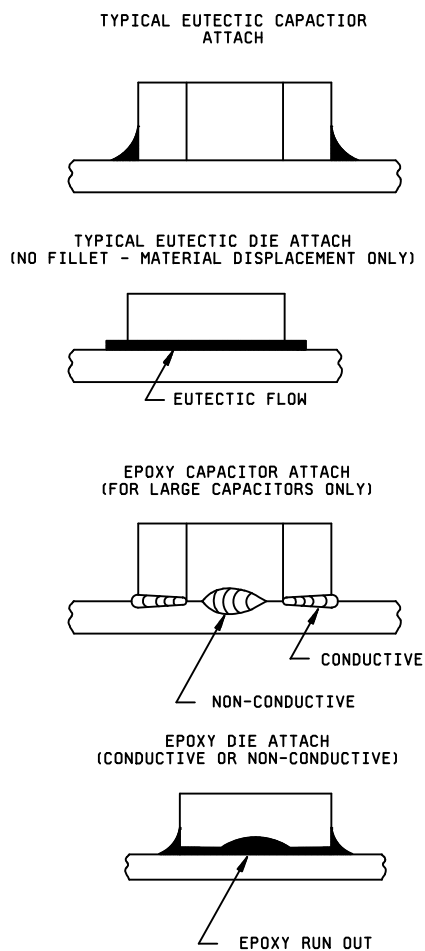 TYPICAL EUTECTIC CAPACTIOR
ATTACH
TYPICAL EUTECTIC DIE ATTACH
(NO FILLET - MATERIAL DISPLACEMENT ONLY)
EUTECTIC FLOW
EPOXY CAPACITOR ATTACH
(FOR LARGE CAPACITORS ONLY)
CONDUCTIVE
NON-CONDUCTIVE
EPOXY DIE ATTACH
(CONDUCTIVE OR NON-CONDUCTIVE)
EPOXY RUN OUT